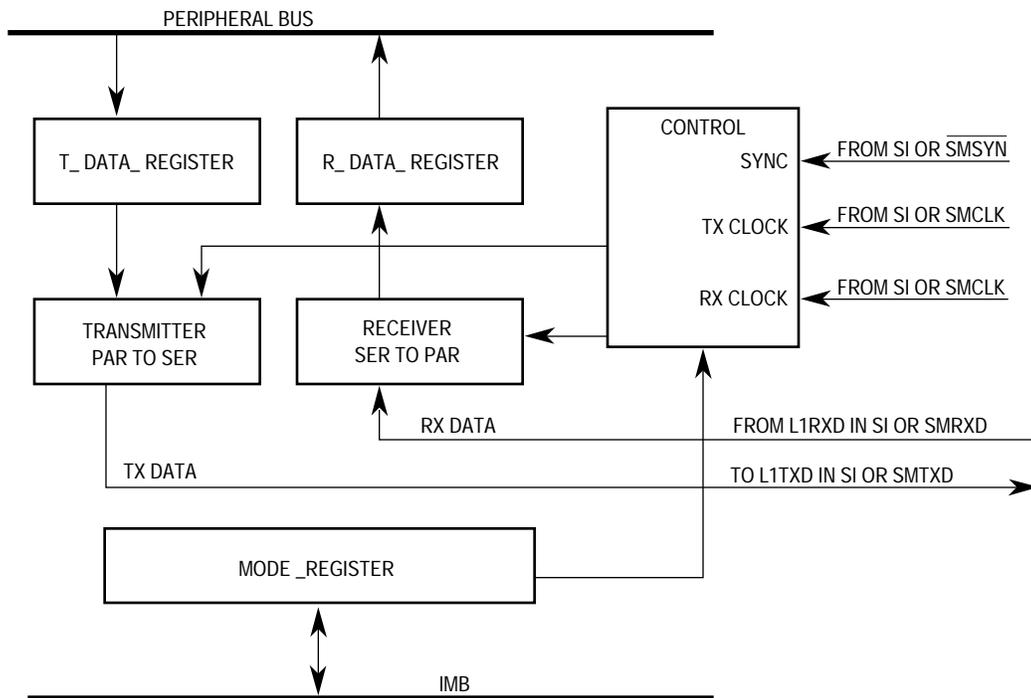 PERIPHERAL BUS
T_ DATA_ REGISTER
R_ DATA_ REGISTER
CONTROL
SYNC
FROM SI OR SMSYN
TX CLOCK
FROM SI OR SMCLK
RX CLOCK
FROM SI OR SMCLK
TRANSMITTER
PAR TO SER
RECEIVER
SER TO PAR
RX DATA
FROM L1RXD IN SI OR SMRXD
TX DATA
TO L1TXD IN SI OR SMTXD
MODE _REGISTER
IMB